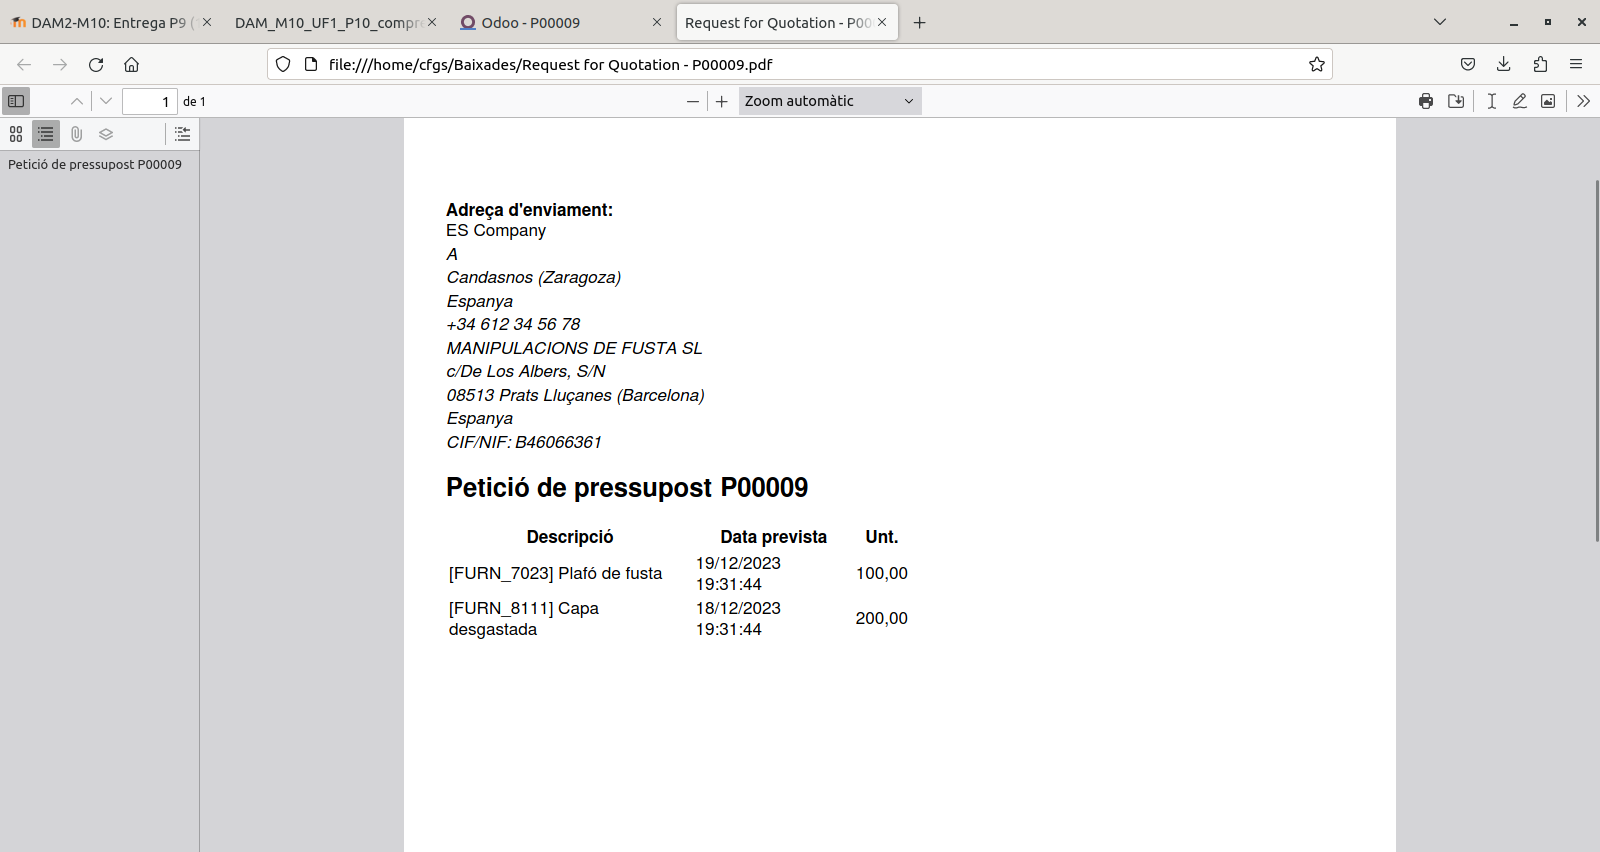 DAM2-M10: Entrega P9 (
DAM_M10_UF1_P10_compr
Odoo - P00009
Request for Quotation - P00
file:///home/cfgs/Baixades/Request for Quotation - P00009.pdf
1 de 1
Zoom automàtic
Petició de pressupost P00009
Adreça d'enviament:
ES Company
A
Candasnos (Zaragoza)
Espanya
+34 612 34 56 78
MANIPULACIONS DE FUSTA SL
c/De Los Albers, S/N
08513 Prats Lluçanes (Barcelona)
Espanya
CIF/NIF: B46066361
Petició de pressupost P00009
Descripció Data prevista Unt.
[FURN_7023] Plafó de fusta 19/12/2023 19:31:44 100,00
[FURN_8111] Capa desgastada 18/12/2023 19:31:44 200,00